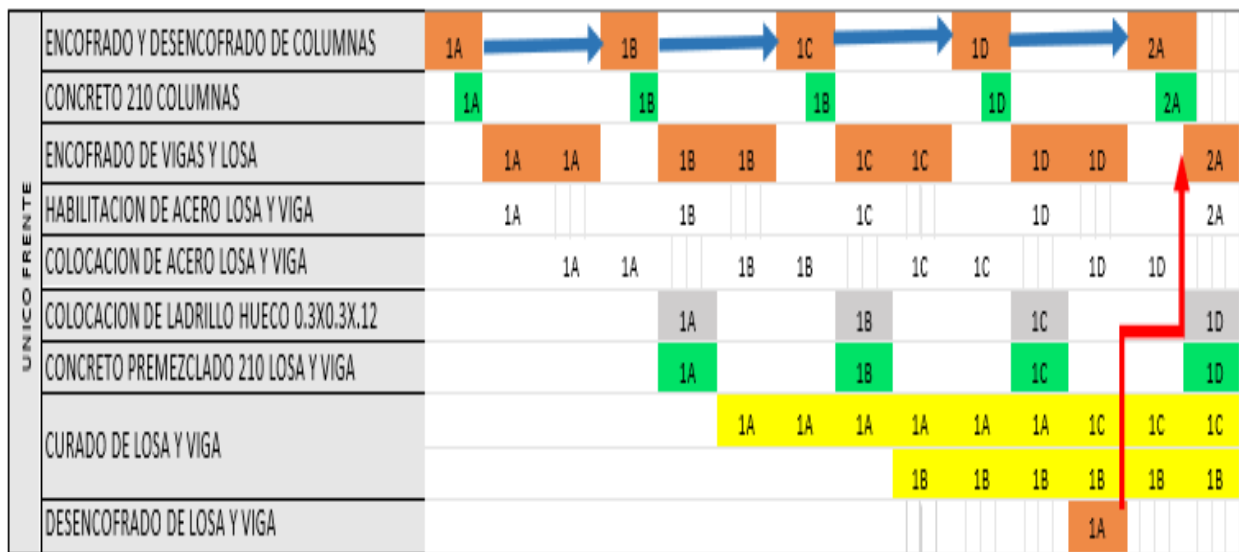 UNICO FRENTE
ENCOFRADO Y DESENCOFRADO DE COLUMNAS 1A 1B 1C 1D 2A
CONCRETO 210 COLUMNAS 1A 1B 1B 1D 2A
ENCOFRADO DE VIGAS Y LOSA 1A 1A 1B 1B 1C 1C 1D 1D 2A
HABILITACION DE ACERO LOSA Y VIGA 1A 1B 1C 1D 2A
COLOCACION DE ACERO LOSA Y VIGA 1A 1A 1B 1B 1C 1C 1D 1D
COLOCACION DE LADRILLO HUECO 0.3X0.3X.12 1A 1B 1C 1D
CONCRETO PREMEZCLADO 210 LOSA Y VIGA 1A 1B 1C 1D
CURADO DE LOSA Y VIGA 1A 1A 1A 1A 1A 1A 1C 1C 1C
1B 1B 1B 1B 1B 1B
DESENCOFRADO DE LOSA Y VIGA 1A